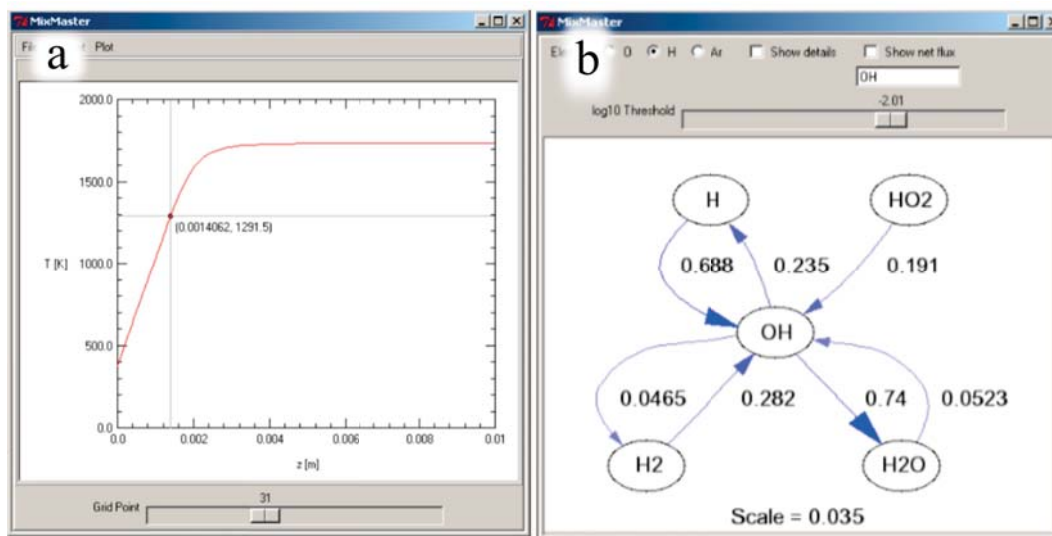 MixMaster
a
Plot
2000.0
1500.0
1000.0
500.0
0.0
T [K]
(0.0014062, 1291.5)
0.0 0.002 0.004 0.006 0.008 0.01
z [m]
31
Grid Point
MixMaster
b
O H Ar Show details Show net flux
OH
-2.01
log10 Threshold
H HO2
0.688 0.235 0.191
OH
0.0465 0.282 0.74 0.0523
H2 H2O
Scale = 0.035